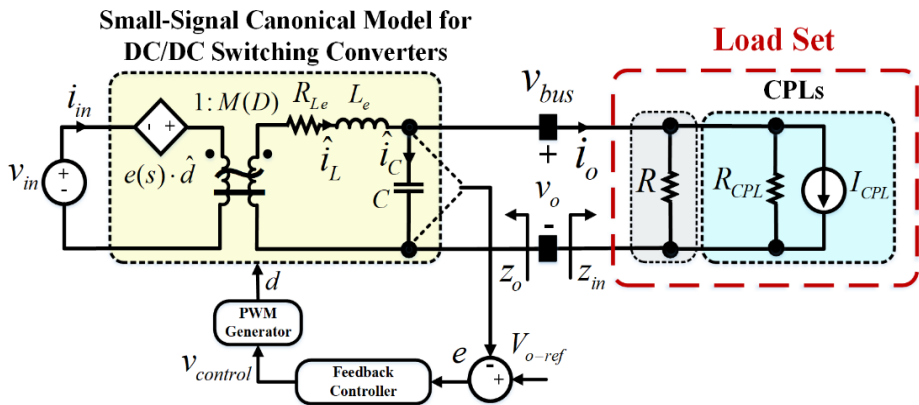 Small-Signal Canonical Model for
DC/DC Switching Converters
Load Set
CPLs
i_in
1: M(D)
R_Le
L_e
v_bus
- +
î_L
î_C
+
i_o
v_in
+
-
e(s)·d̂
C
v_o
R
R_CPL
I_CPL
-
z_o
z_in
d
PWM
Generator
v_control
Feedback
Controller
e
-
+
V_o-ref